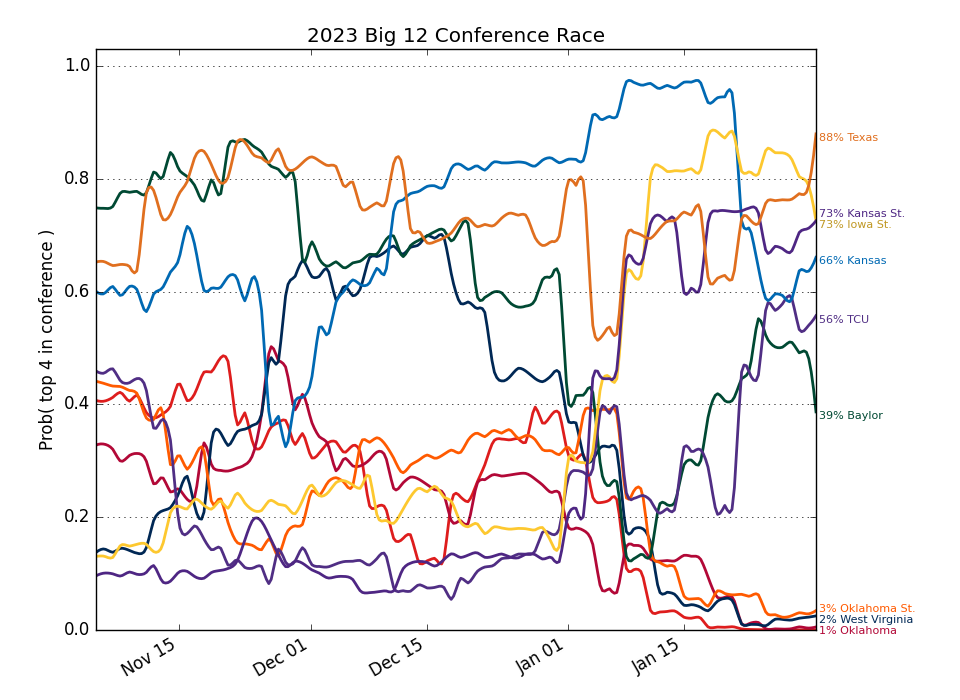 2023 Big 12 Conference Race
Prob( top 4 in conference )
1.0
0.8
0.6
0.4
0.2
0.0
Nov 15
Dec 01
Dec 15
Jan 01
Jan 15
88% Texas
73% Kansas St.
73% Iowa St.
66% Kansas
56% TCU
39% Baylor
3% Oklahoma St.
2% West Virginia
1% Oklahoma